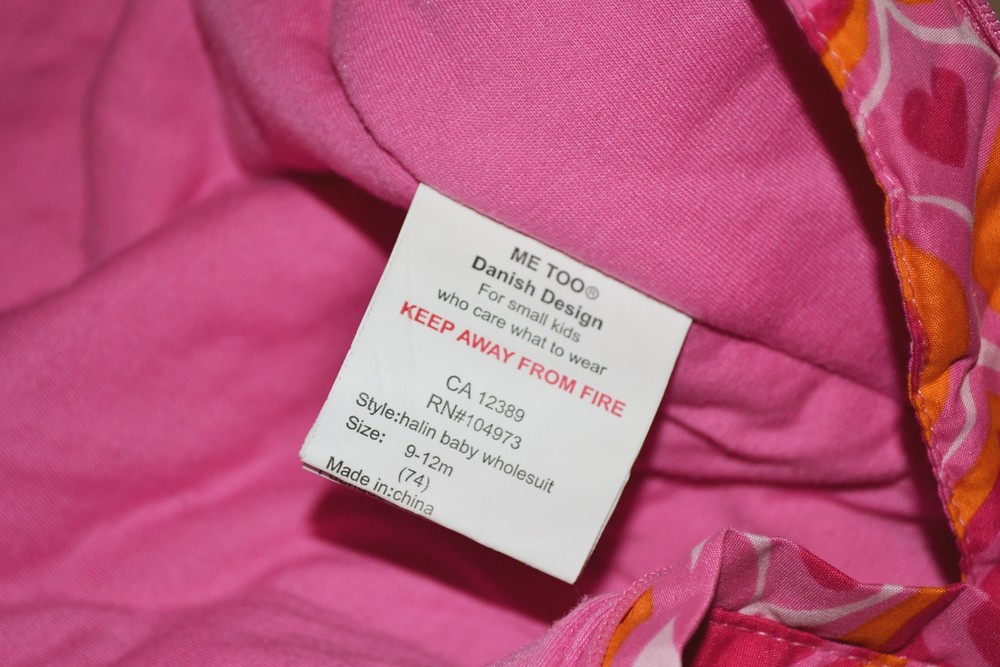 ME TOO®
Danish Design
For small kids
who care what to wear
KEEP AWAY FROM FIRE
CA 12389
RN#104973
Style:halin baby wholesuit
Size: 9-12m
(74)
Made in:china